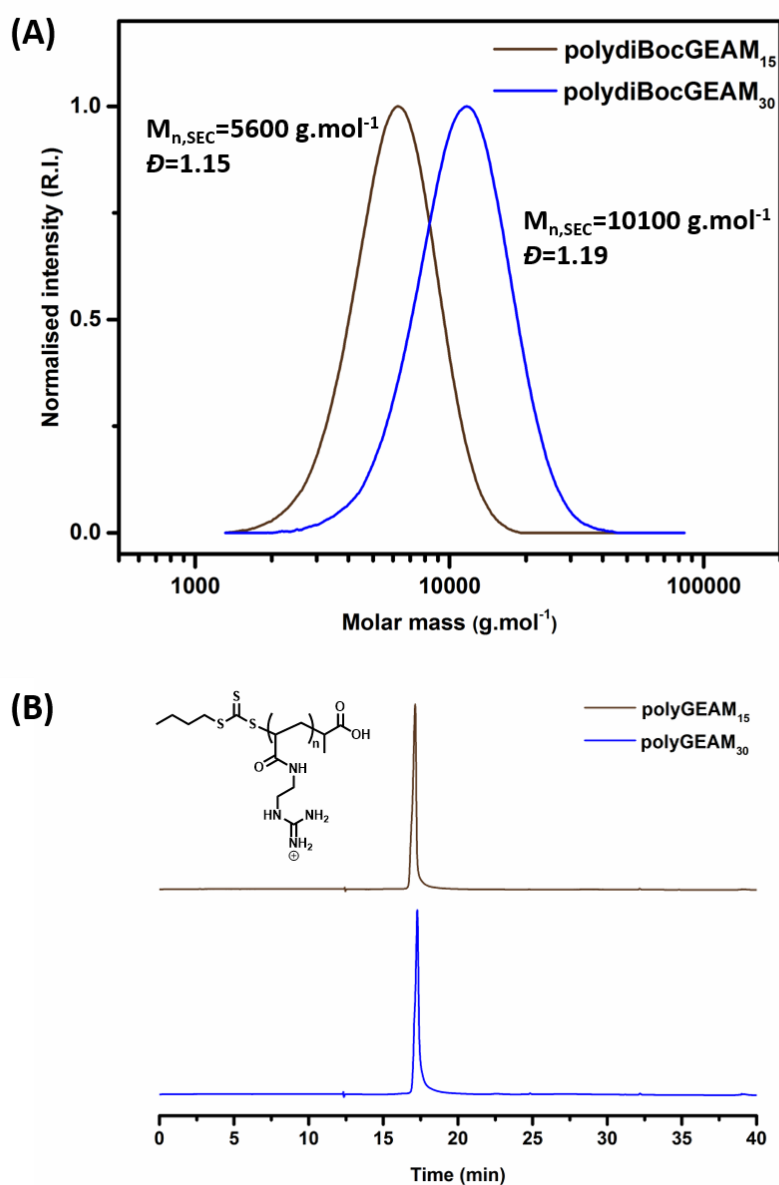 (A)
polydiBocGEAM₁₅
polydiBocGEAM₃₀
Mₙ,SEC=5600 g.mol⁻¹
Đ=1.15
Mₙ,SEC=10100 g.mol⁻¹
Đ=1.19
Normalised intensity (R.I.)
1.0
0.5
0.0
1000 10000 100000
Molar mass (g.mol⁻¹)
(B)
polyGEAM₁₅
polyGEAM₃₀
S O
S S ( ) OH
n
O NH
HN NH₂
NH₂
⊕
0 5 10 15 20 25 30 35 40
Time (min)